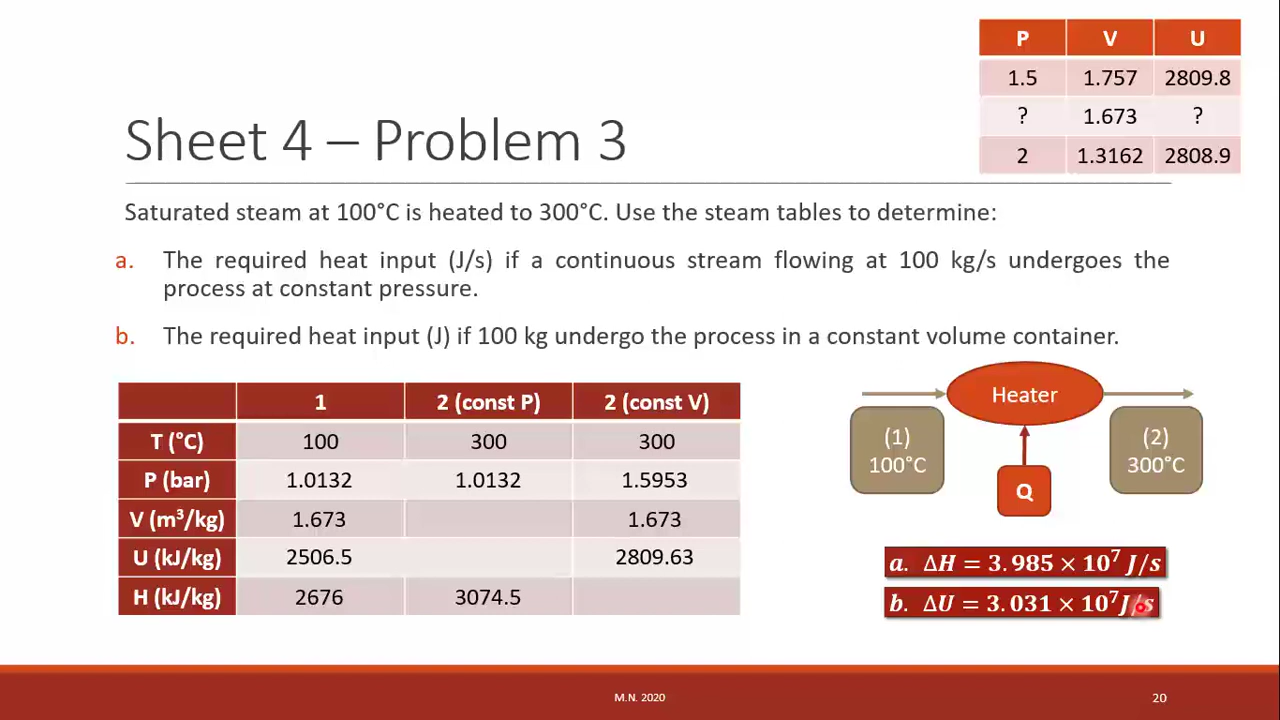 P V U
1.5 1.757 2809.8
? 1.673 ?
2 1.3162 2808.9
Sheet 4 – Problem 3
Saturated steam at 100°C is heated to 300°C. Use the steam tables to determine:
a. The required heat input (J/s) if a continuous stream flowing at 100 kg/s undergoes the
process at constant pressure.
b. The required heat input (J) if 100 kg undergo the process in a constant volume container.
1 2 (const P) 2 (const V)
T (°C) 100 300 300
P (bar) 1.0132 1.0132 1.5953
V (m³/kg) 1.673 1.673
U (kJ/kg) 2506.5 2809.63
H (kJ/kg) 2676 3074.5
Heater
(1)
100°C
(2)
300°C
Q
a. ΔH = 3.985 × 10⁷ J/s
b. ΔU = 3.031 × 10⁷ J/s
M.N. 2020
20